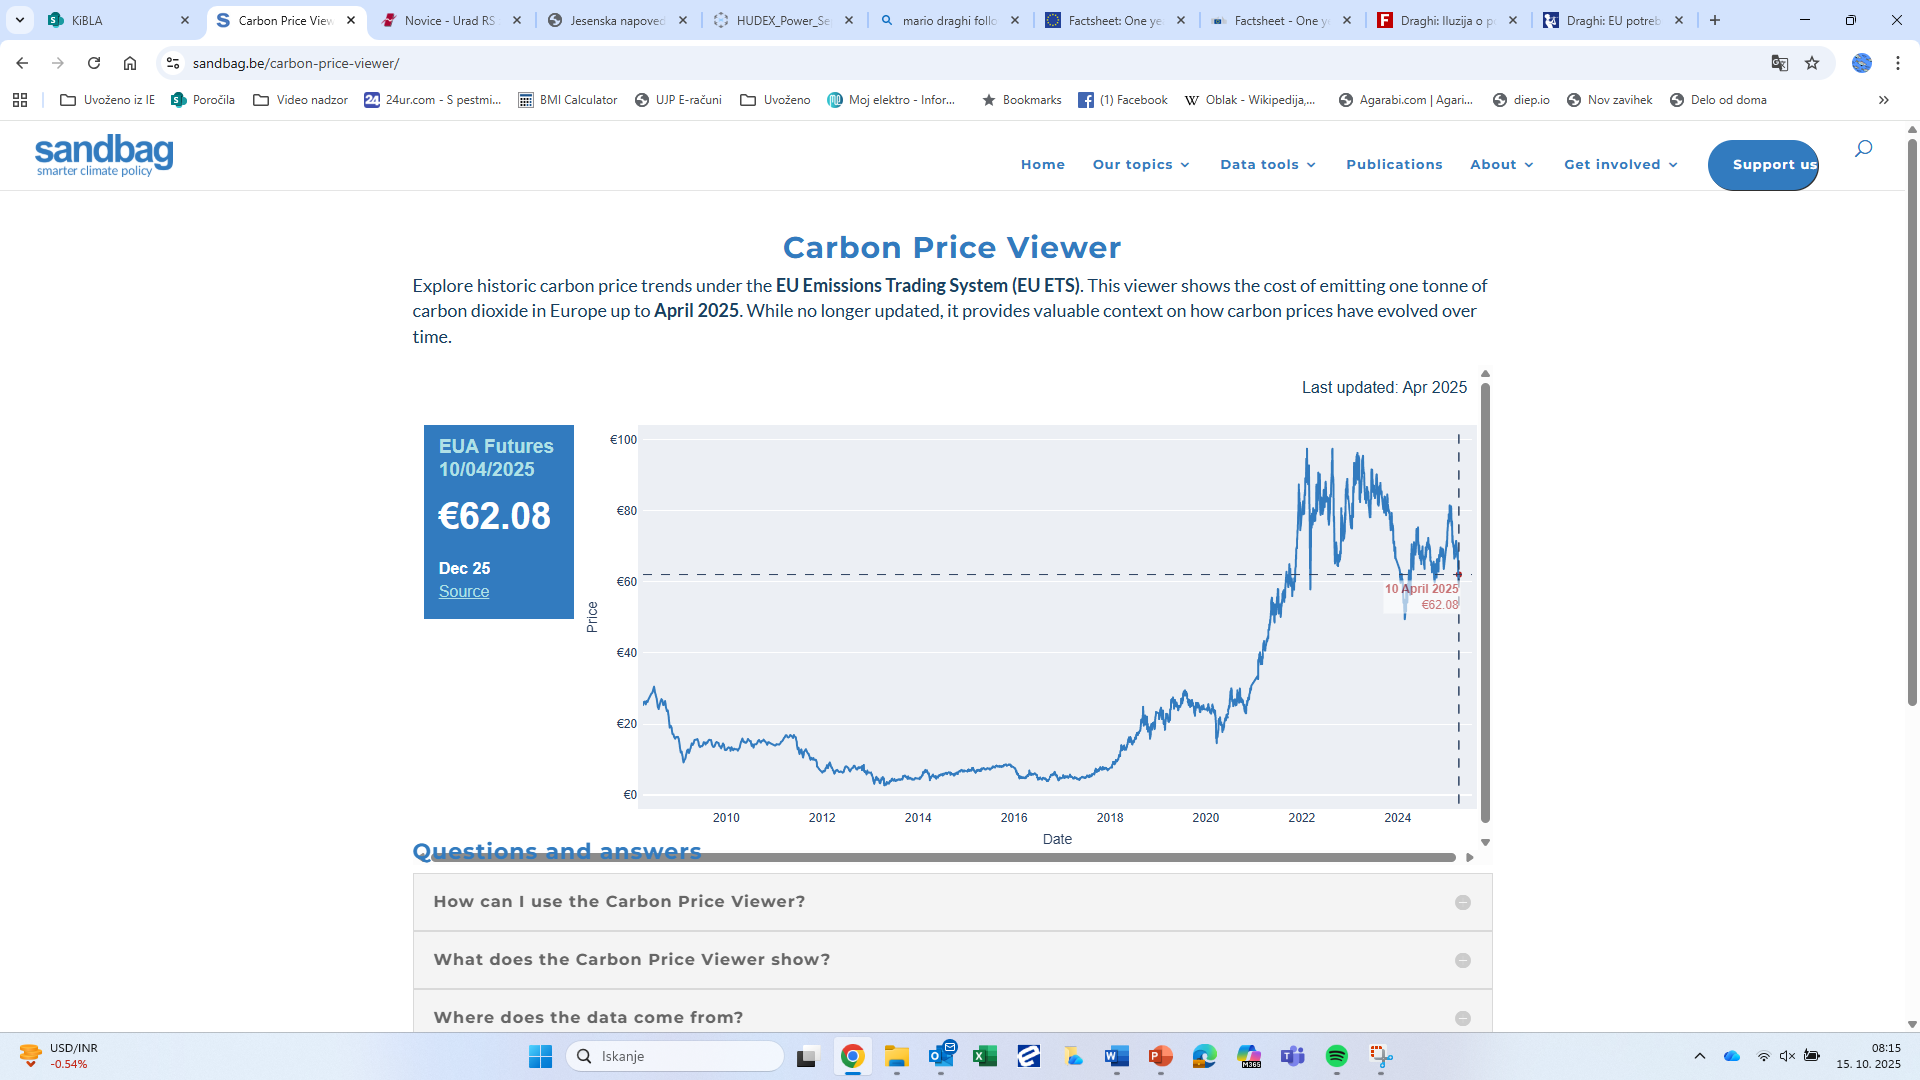 KiBLA
Carbon Price View
Novice - Urad RS
Jesenska napoved
HUDEX_Power_Se
mario draghi follo
Factsheet: One ye
Factsheet - One y
Draghi: Iluzija o p
Draghi: EU potreb
sandbag.be/carbon-price-viewer/
Uvoženo iz IE
Poročila
Video nadzor
24ur.com - S pestmi...
BMI Calculator
UJP E-računi
Uvoženo
Moj elektro - Infor...
Bookmarks
(1) Facebook
Oblak - Wikipedija,...
Agarabi.com | Agari...
diep.io
Nov zavihek
Delo od doma
sandbag
smarter climate policy
Home
Our topics
Data tools
Publications
About
Get involved
Support us
Carbon Price Viewer
Explore historic carbon price trends under the EU Emissions Trading System (EU ETS). This viewer shows the cost of emitting one tonne of
carbon dioxide in Europe up to April 2025. While no longer updated, it provides valuable context on how carbon prices have evolved over
time.
Last updated: Apr 2025
EUA Futures
10/04/2025
€62.08
Dec 25
Source
€100
€80
€60
€40
€20
€0
Price
10 April 2025
€62.08
2010
2012
2014
2016
2018
2020
2022
2024
Date
Questions and answers
How can I use the Carbon Price Viewer?
What does the Carbon Price Viewer show?
Where does the data come from?
USD/INR
-0.54%
Iskanje
08:15
15. 10. 2025